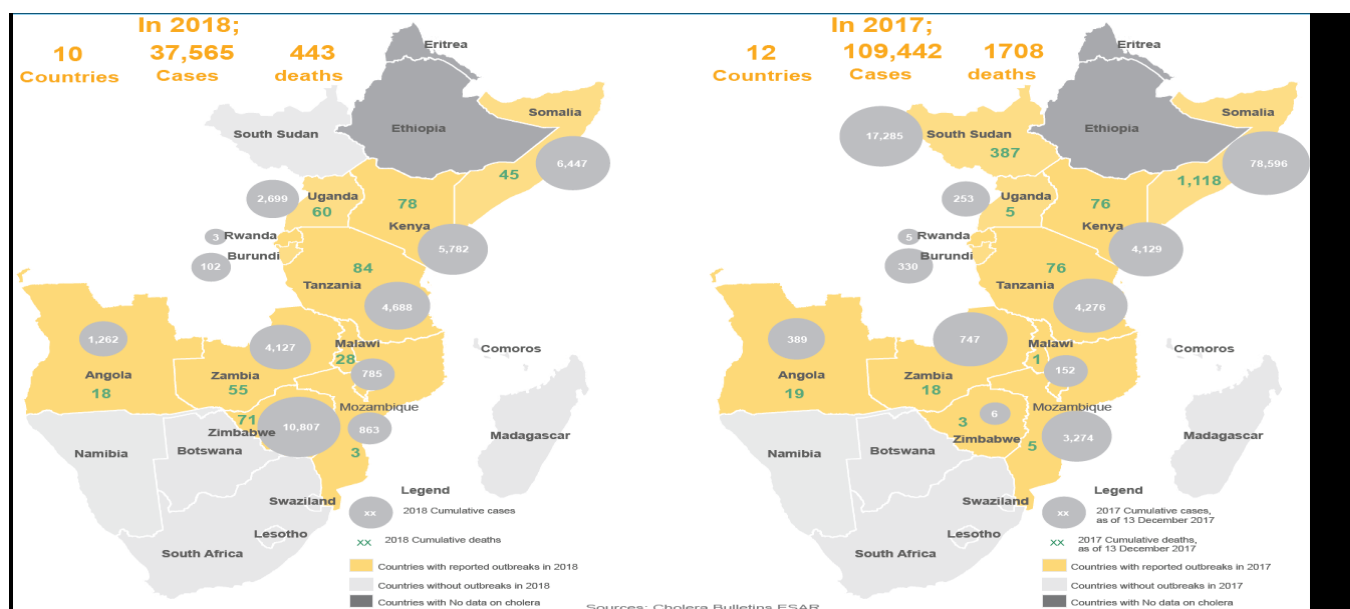 In 2018;
10
37,565
443
Countries
Cases
deaths
Eritrea
Somalia
South Sudan
Ethiopia
6,447
45
2,699
Uganda
60
78
Kenya
5,782
3
Rwanda
Burundi
102
84
Tanzania
4,688
1,262
4,127
Malawi
28
Comoros
Angola
18
Zambia
55
785
Mozambique
71
10,807
863
Zimbabwe
Botswana
3
Namibia
Madagascar
Swaziland
Lesotho
South Africa
Legend
xx 2018 Cumulative cases
xx 2018 Cumulative deaths
Countries with reported outbreaks in 2018
Countries without outbreaks in 2018
Countries with No data on cholera
In 2017;
12
109,442
1708
Countries
Cases
deaths
Eritrea
Somalia
17,285
South Sudan
387
Ethiopia
78,596
1,118
253
Uganda
5
76
Kenya
4,129
5
Rwanda
Burundi
330
76
Tanzania
4,276
389
747
Malawi
1
Comoros
Angola
19
Zambia
18
152
Mozambique
3
6
Zimbabwe
5
3,274
Botswana
Namibia
Madagascar
Swaziland
Lesotho
South Africa
Legend
xx 2017 Cumulative cases,
as of 13 December 2017
xx 2017 Cumulative deaths,
as of 13 December 2017
Countries with reported outbreaks in 2017
Countries without outbreaks in 2017
Countries with No data on cholera
Sources: Cholera Bulletins ESAR